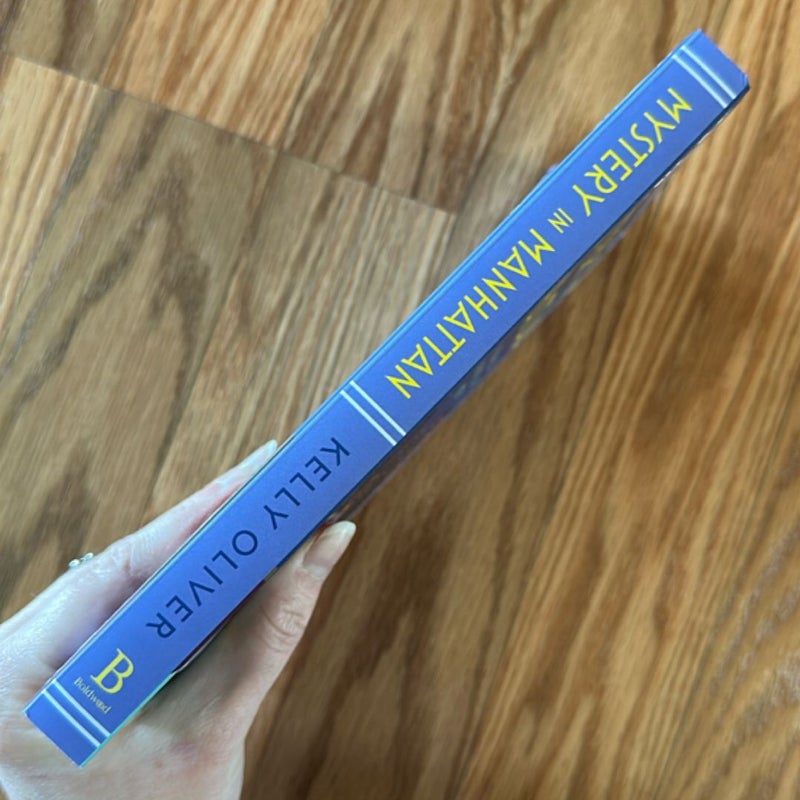 MYSTERY IN MANHATTAN
KELLY OLIVER
B
Boldwood